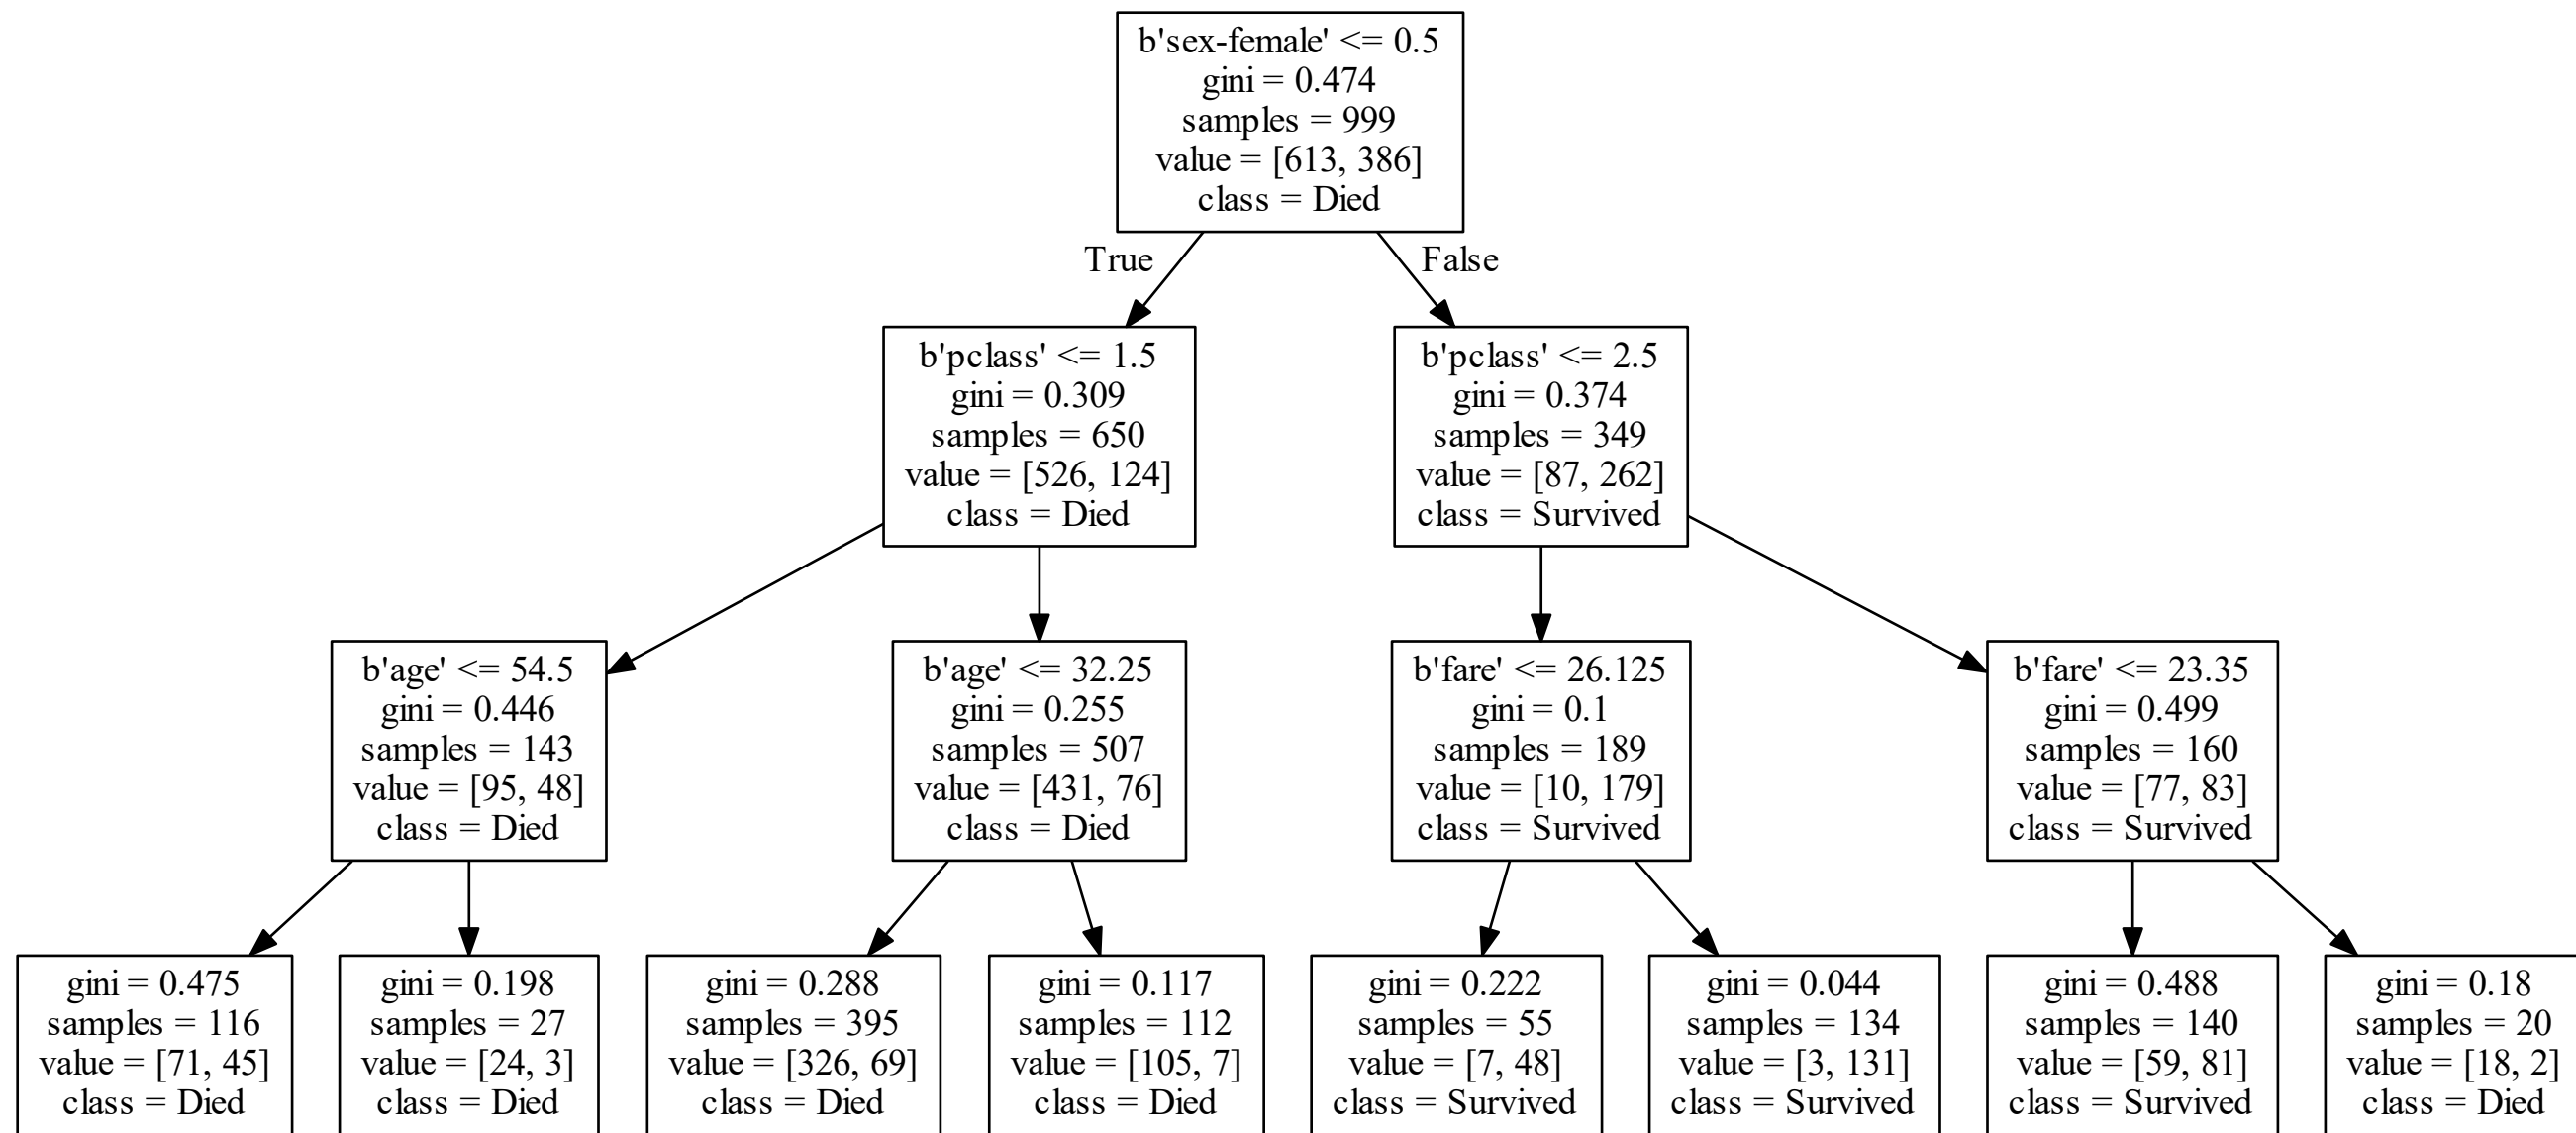 b'sex-female' <= 0.5
gini = 0.474
samples = 999
value = [613, 386]
class = Died
True
False
b'pclass' <= 1.5
gini = 0.309
samples = 650
value = [526, 124]
class = Died
b'pclass' <= 2.5
gini = 0.374
samples = 349
value = [87, 262]
class = Survived
b'age' <= 54.5
gini = 0.446
samples = 143
value = [95, 48]
class = Died
b'age' <= 32.25
gini = 0.255
samples = 507
value = [431, 76]
class = Died
b'fare' <= 26.125
gini = 0.1
samples = 189
value = [10, 179]
class = Survived
b'fare' <= 23.35
gini = 0.499
samples = 160
value = [77, 83]
class = Survived
gini = 0.475
samples = 116
value = [71, 45]
class = Died
gini = 0.198
samples = 27
value = [24, 3]
class = Died
gini = 0.288
samples = 395
value = [326, 69]
class = Died
gini = 0.117
samples = 112
value = [105, 7]
class = Died
gini = 0.222
samples = 55
value = [7, 48]
class = Survived
gini = 0.044
samples = 134
value = [3, 131]
class = Survived
gini = 0.488
samples = 140
value = [59, 81]
class = Survived
gini = 0.18
samples = 20
value = [18, 2]
class = Died